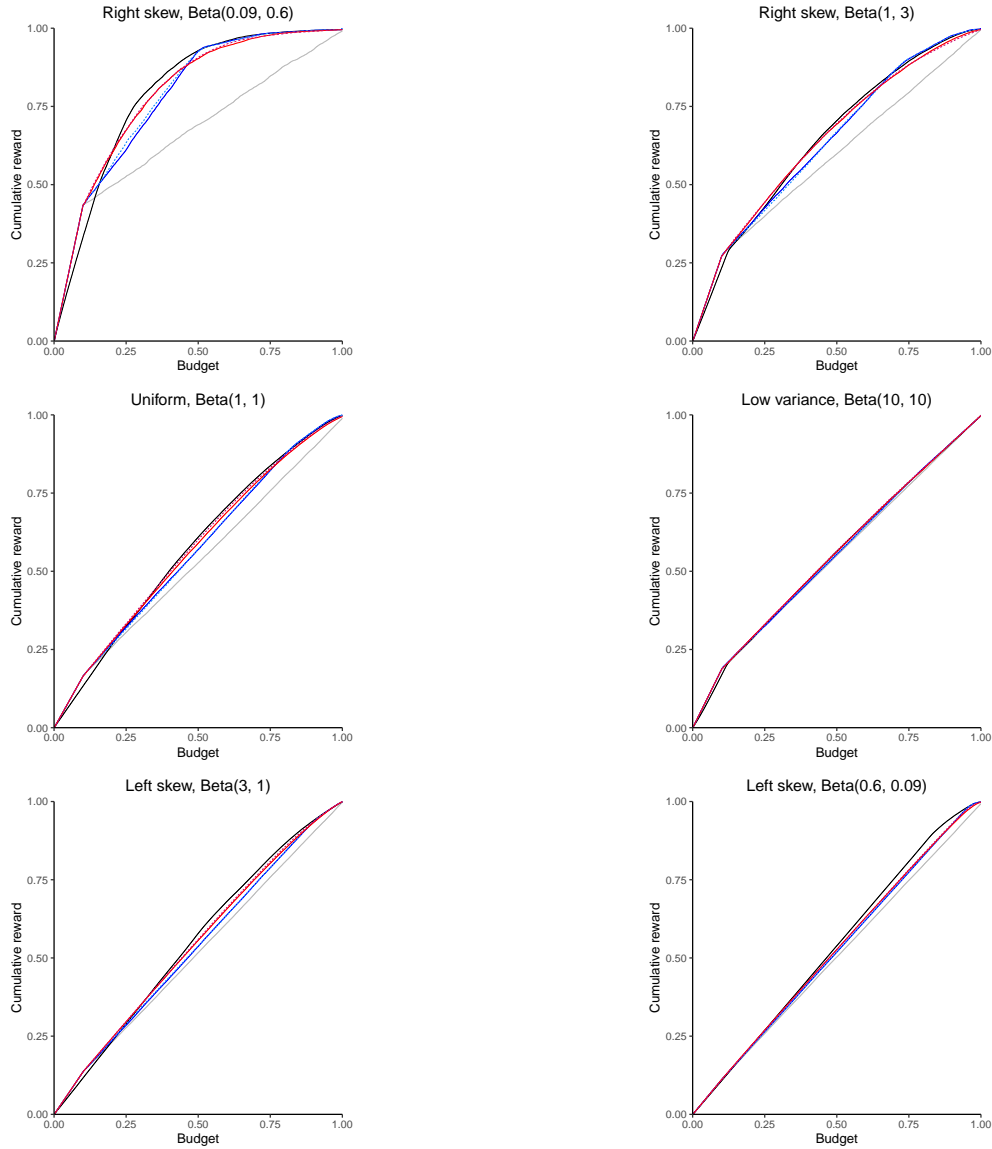 Right skew, Beta(0.09, 0.6)
1.00
0.75
0.50
0.25
0.00
Cumulative reward
0.00 0.25 0.50 0.75 1.00
Budget
Right skew, Beta(1, 3)
1.00
0.75
0.50
0.25
0.00
Cumulative reward
0.00 0.25 0.50 0.75 1.00
Budget
Uniform, Beta(1, 1)
1.00
0.75
0.50
0.25
0.00
Cumulative reward
0.00 0.25 0.50 0.75 1.00
Budget
Low variance, Beta(10, 10)
1.00
0.75
0.50
0.25
0.00
Cumulative reward
0.00 0.25 0.50 0.75 1.00
Budget
Left skew, Beta(3, 1)
1.00
0.75
0.50
0.25
0.00
Cumulative reward
0.00 0.25 0.50 0.75 1.00
Budget
Left skew, Beta(0.6, 0.09)
1.00
0.75
0.50
0.25
0.00
Cumulative reward
0.00 0.25 0.50 0.75 1.00
Budget